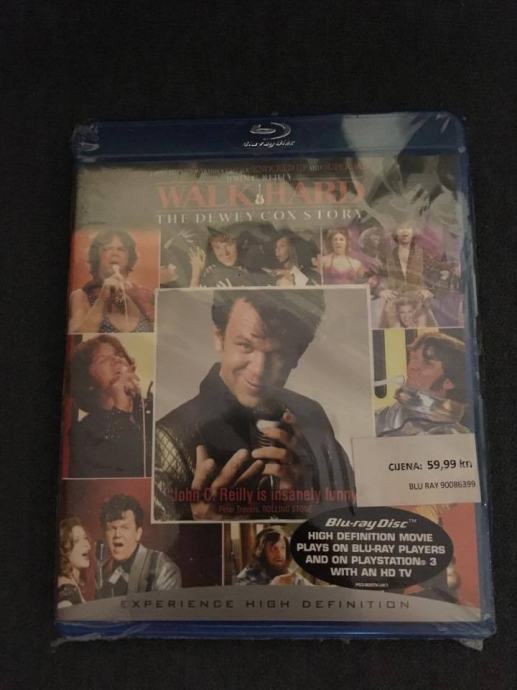 Blu-ray Disc
JOHN C. REILLY
WALK HARD
THE DEWEY COX STORY
CIJENA: 59,99 kn
BLU RAY 90086399
"John C. Reilly is insanely funny
Peter Travers, ROLLING STONE
Blu-ray Disc™
HIGH DEFINITION MOVIE
PLAYS ON BLU-RAY PLAYERS
AND ON PLAYSTATION® 3
WITH AN HD TV
EXPERIENCE HIGH DEFINITION